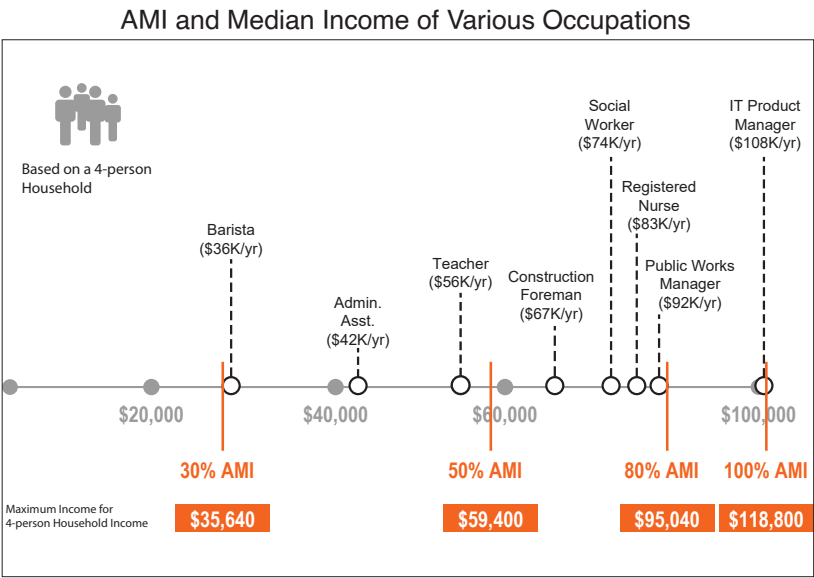 AMI and Median Income of Various Occupations
Based on a 4-person
Household
Barista
($36K/yr)
Admin.
Asst.
($42K/yr)
Teacher
($56K/yr)
Construction
Foreman
($67K/yr)
Social
Worker
($74K/yr)
Registered
Nurse
($83K/yr)
Public Works
Manager
($92K/yr)
IT Product
Manager
($108K/yr)
$20,000
$40,000
$60,000
$100,000
30% AMI
50% AMI
80% AMI
100% AMI
Maximum Income for
4-person Household Income
$35,640
$59,400
$95,040
$118,800